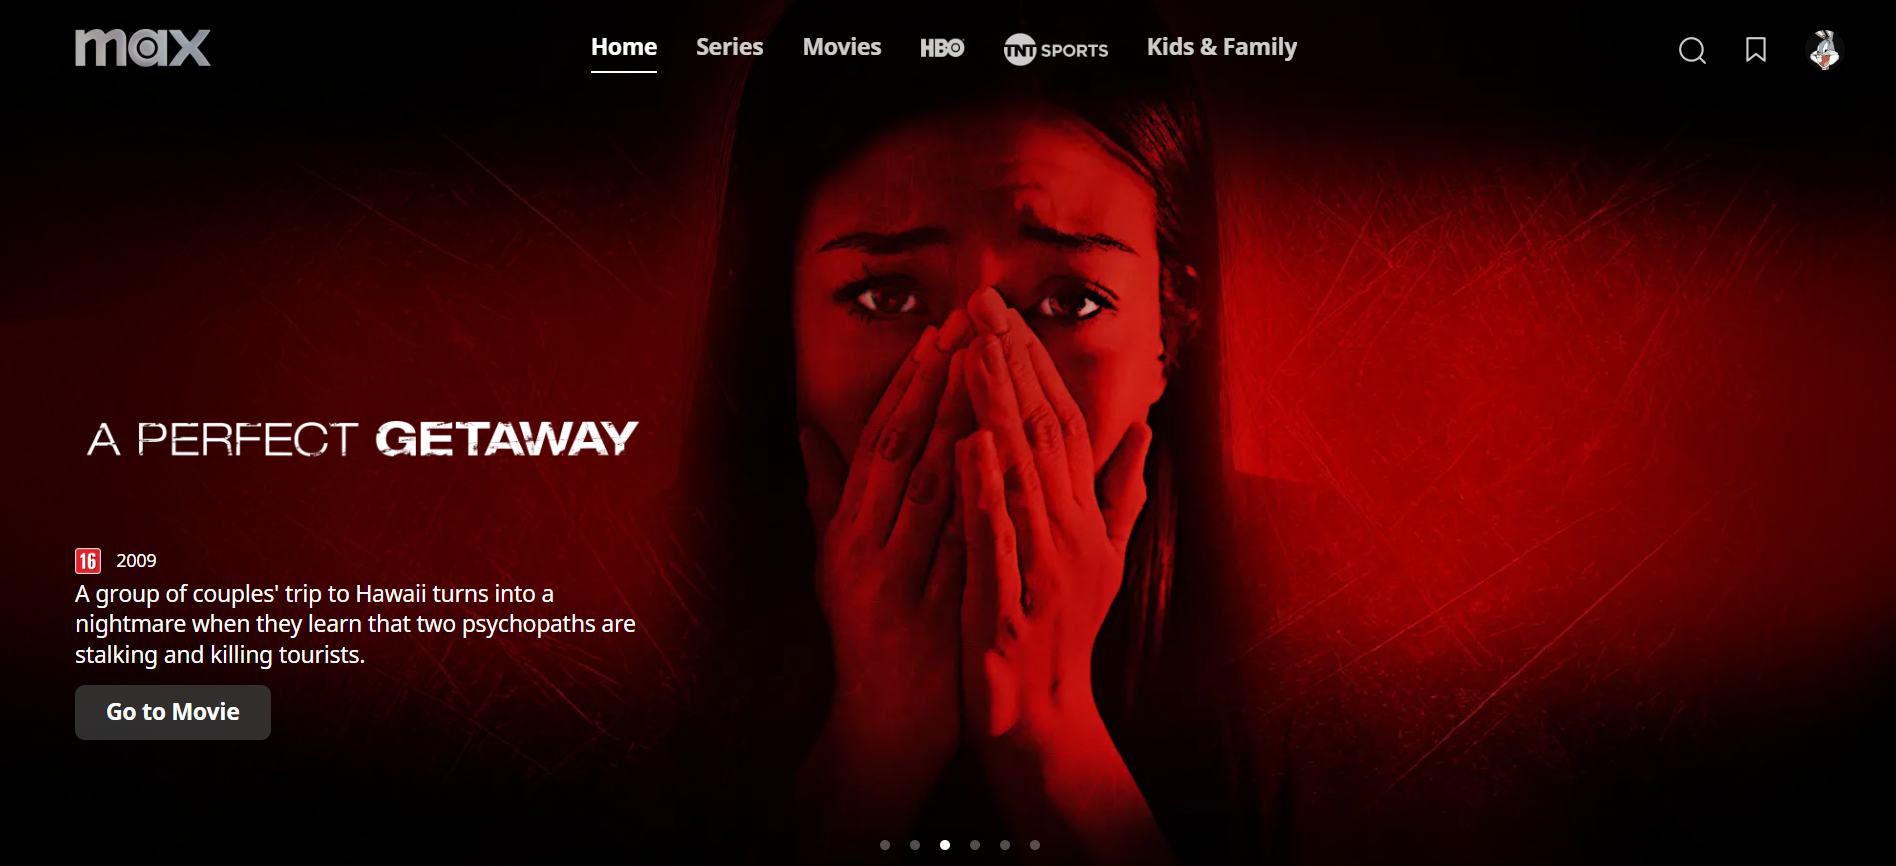 max
Home Series Movies HBO TNT SPORTS Kids & Family
A PERFECT GETAWAY
16 2009
A group of couples' trip to Hawaii turns into a
nightmare when they learn that two psychopaths are
stalking and killing tourists.
Go to Movie